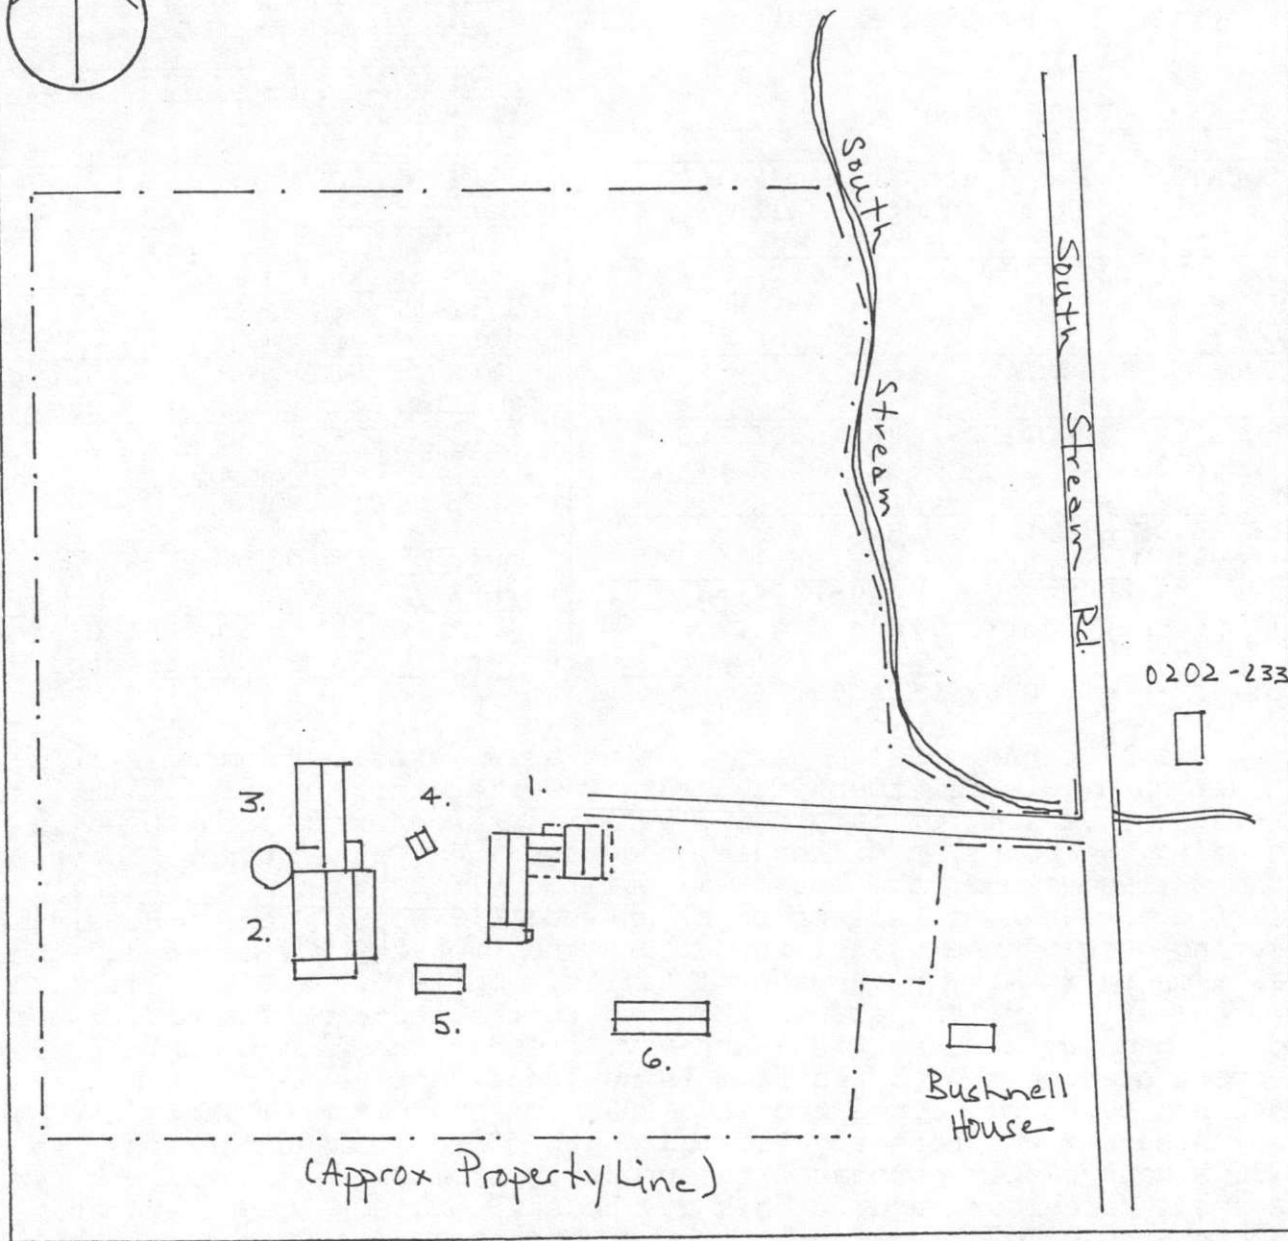 South
Stream
South Stream Rd.
0202-233
3.
4.
1.
2.
5.
6.
Bushnell
House
(Approx Property Line)